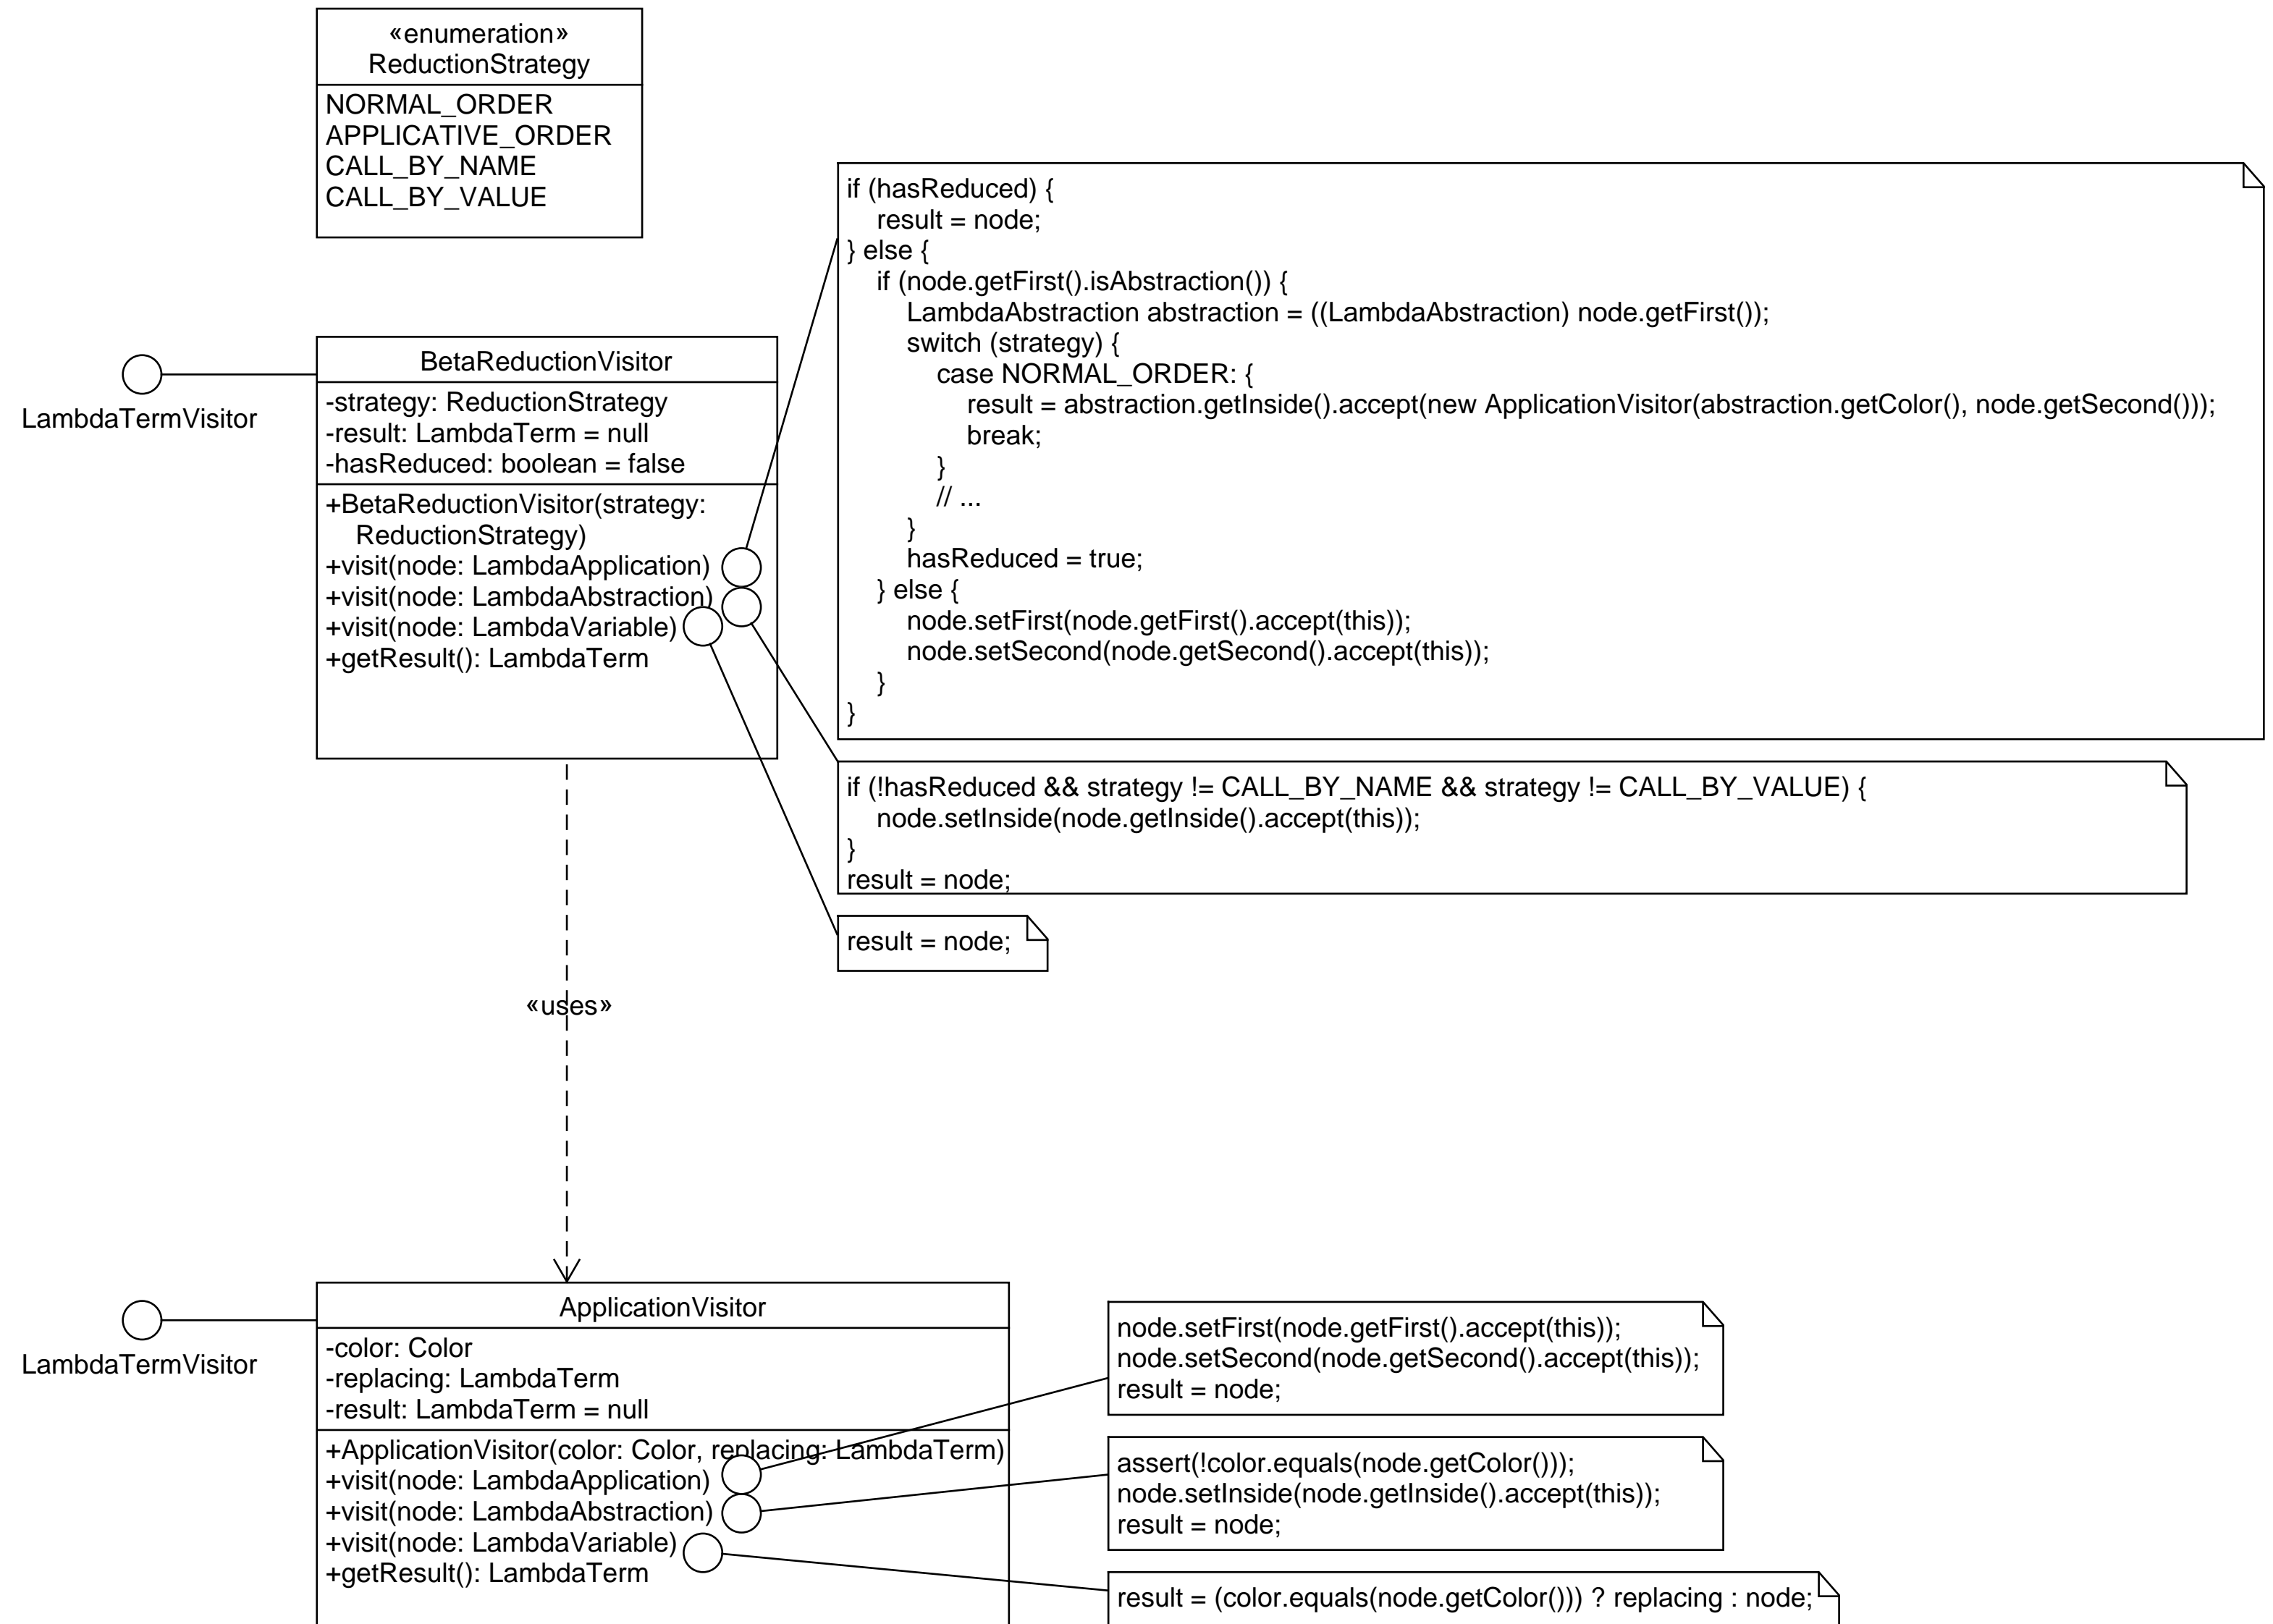 «enumeration»
ReductionStrategy
NORMAL_ORDER
APPLICATIVE_ORDER
CALL_BY_NAME
CALL_BY_VALUE
LambdaTermVisitor
BetaReductionVisitor
-strategy: ReductionStrategy
-result: LambdaTerm = null
-hasReduced: boolean = false
+BetaReductionVisitor(strategy:
ReductionStrategy)
+visit(node: LambdaApplication)
+visit(node: LambdaAbstraction)
+visit(node: LambdaVariable)
+getResult(): LambdaTerm
if (hasReduced) {
result = node;
} else {
if (node.getFirst().isAbstraction()) {
LambdaAbstraction abstraction = ((LambdaAbstraction) node.getFirst());
switch (strategy) {
case NORMAL_ORDER: {
result = abstraction.getInside().accept(new ApplicationVisitor(abstraction.getColor(), node.getSecond()));
break;
}
// ...
}
hasReduced = true;
} else {
node.setFirst(node.getFirst().accept(this));
node.setSecond(node.getSecond().accept(this));
}
}
if (!hasReduced && strategy != CALL_BY_NAME && strategy != CALL_BY_VALUE) {
node.setInside(node.getInside().accept(this));
}
result = node;
result = node;
«uses»
LambdaTermVisitor
ApplicationVisitor
-color: Color
-replacing: LambdaTerm
-result: LambdaTerm = null
+ApplicationVisitor(color: Color, replacing: LambdaTerm)
+visit(node: LambdaApplication)
+visit(node: LambdaAbstraction)
+visit(node: LambdaVariable)
+getResult(): LambdaTerm
node.setFirst(node.getFirst().accept(this));
node.setSecond(node.getSecond().accept(this));
result = node;
assert(!color.equals(node.getColor()));
node.setInside(node.getInside().accept(this));
result = node;
result = (color.equals(node.getColor())) ? replacing : node;